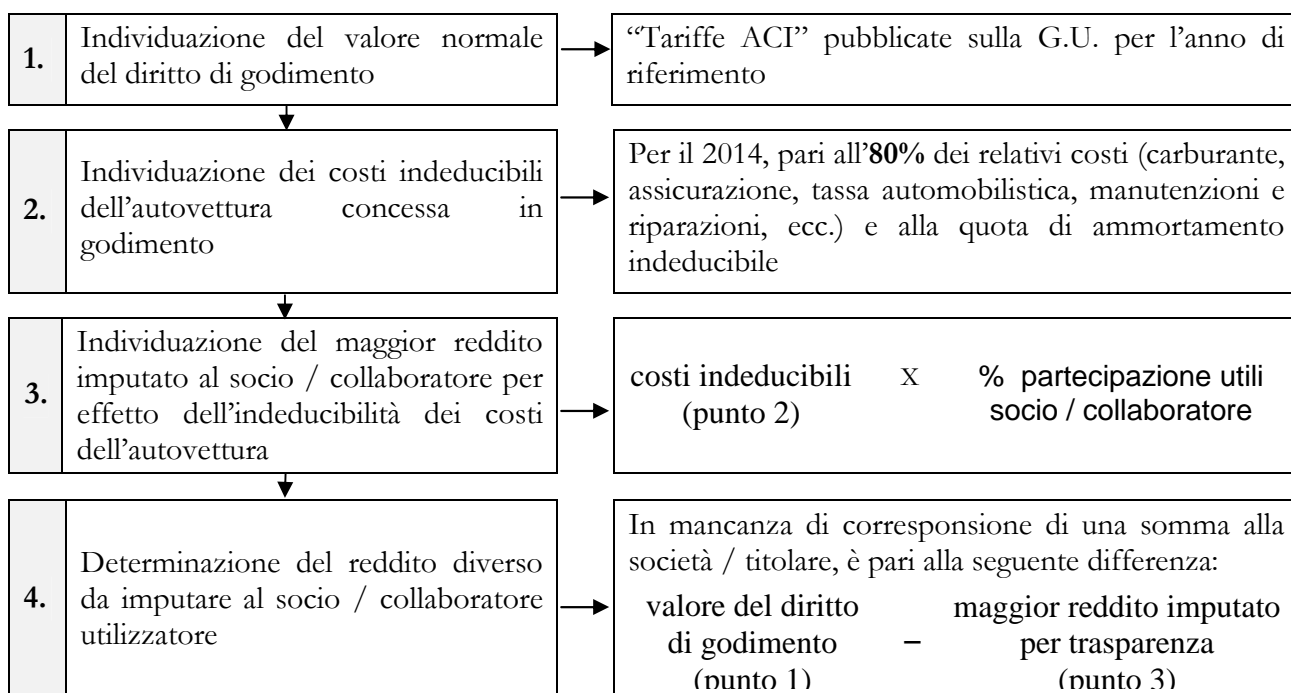 1.
Individuazione del valore normale
del diritto di godimento
“Tariffe ACI” pubblicate sulla G.U. per l’anno di
riferimento
2.
Individuazione dei costi indeducibili
dell’autovettura concessa in
godimento
Per il 2014, pari all’80% dei relativi costi (carburante,
assicurazione, tassa automobilistica, manutenzioni e
riparazioni, ecc.) e alla quota di ammortamento
indeducibile
3.
Individuazione del maggior reddito
imputato al socio / collaboratore per
effetto dell’indeducibilità dei costi
dell’autovettura
costi indeducibili X % partecipazione utili
(punto 2) socio / collaboratore
4.
Determinazione del reddito diverso
da imputare al socio / collaboratore
utilizzatore
In mancanza di corresponsione di una somma alla
società / titolare, è pari alla seguente differenza:
valore del diritto maggior reddito imputato
di godimento – per trasparenza
(punto 1) (punto 3)